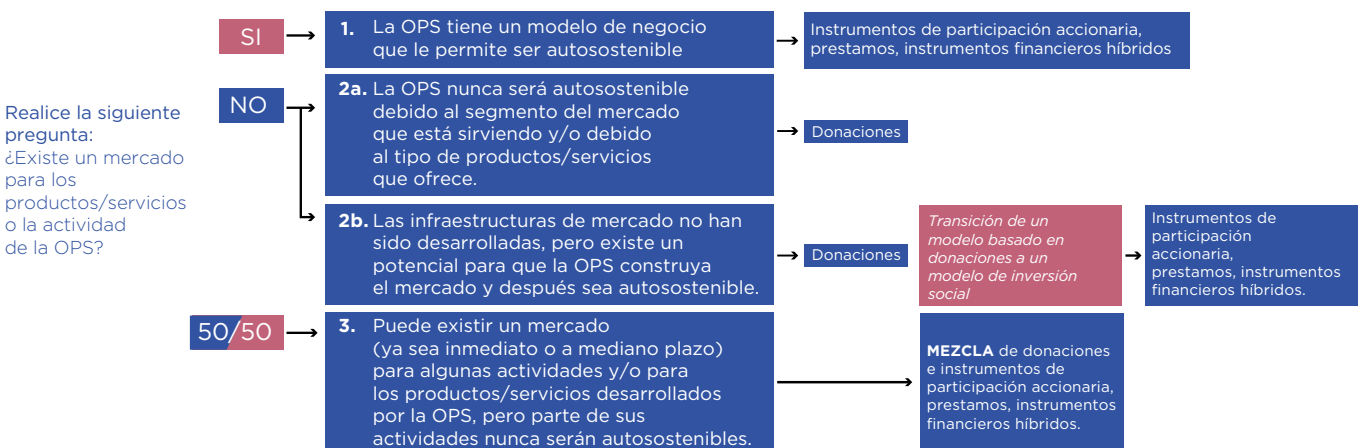 Realice la siguiente
pregunta:
¿Existe un mercado
para los
productos/servicios
o la actividad
de la OPS?
SI
1. La OPS tiene un modelo de negocio
que le permite ser autosostenible
Instrumentos de participación accionaria,
prestamos, instrumentos financieros híbridos
NO
2a. La OPS nunca será autosostenible
debido al segmento del mercado
que está sirviendo y/o debido
al tipo de productos/servicios
que ofrece.
Donaciones
2b. Las infraestructuras de mercado no han
sido desarrolladas, pero existe un
potencial para que la OPS construya
el mercado y después sea autosostenible.
Donaciones
Transición de un
modelo basado en
donaciones a un
modelo de inversión
social
Instrumentos de
participación
accionaria,
prestamos, instrumentos
financieros híbridos.
50/50
3. Puede existir un mercado
(ya sea inmediato o a mediano plazo)
para algunas actividades y/o para
los productos/servicios desarrollados
por la OPS, pero parte de sus
actividades nunca serán autosostenibles.
MEZCLA de donaciones
e instrumentos de
participación accionaria,
prestamos, instrumentos
financieros híbridos.